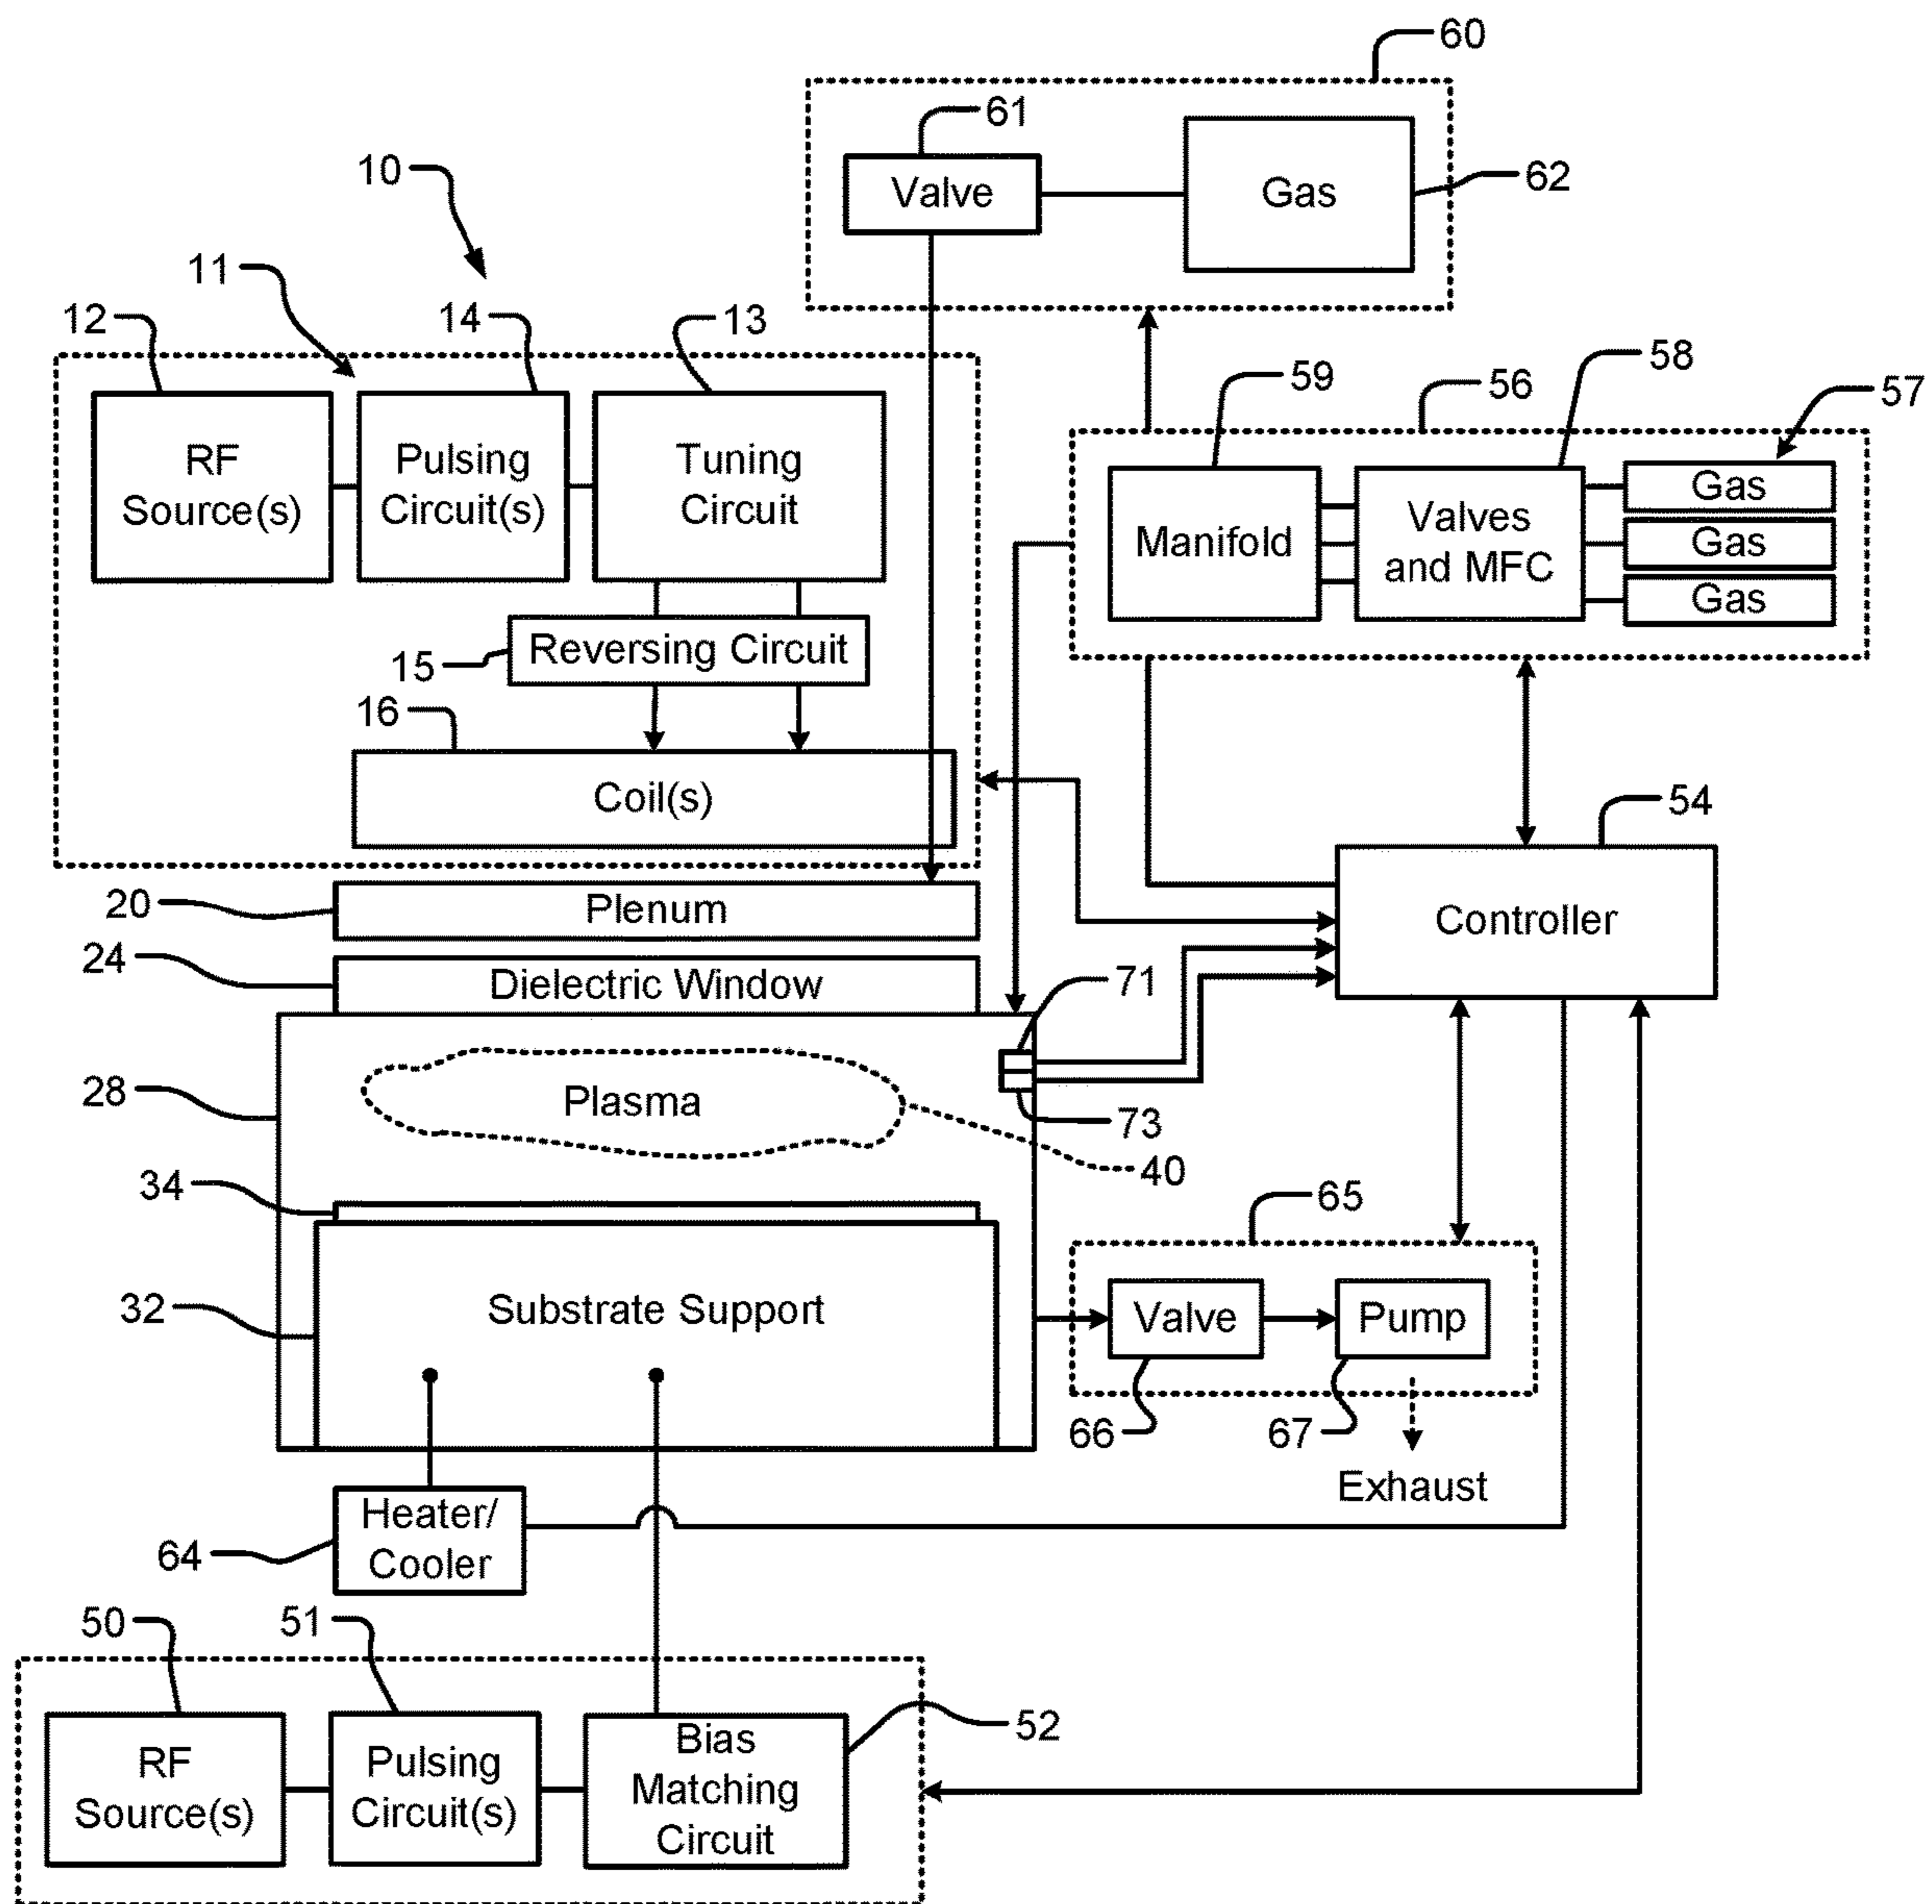 60
61
10
Valve
Gas
62
11
12
14
13
58
59
56
57
RF
Source(s)
Pulsing
Circuit(s)
Tuning
Circuit
Manifold
Valves
and MFC
Gas
Gas
Gas
15
Reversing Circuit
16
Coil(s)
54
20
Plenum
Controller
24
Dielectric Window
71
28
Plasma
73
40
34
65
32
Substrate Support
Valve
Pump
66
67
Exhaust
Heater/
Cooler
64
50
51
52
RF
Source(s)
Pulsing
Circuit(s)
Bias
Matching
Circuit